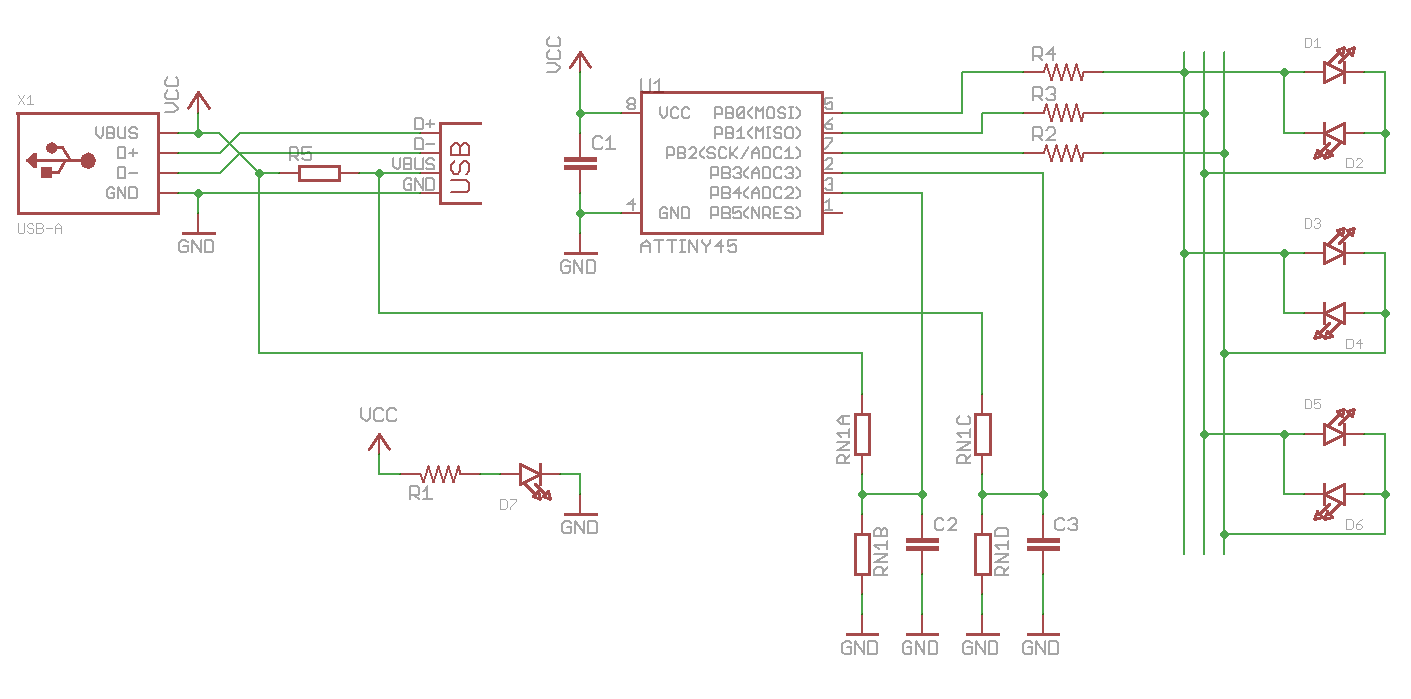 X1
VBUS
D+
D-
GND
USB-A
VCC
GND
R5
D+
D-
VBUS
GND
USB
VCC
C1
GND
U1
8
VCC
4
GND
PB0(MOSI)
5
PB1(MISO)
6
PB2(SCK/ADC1)
7
PB3(ADC3)
2
PB4(ADC2)
3
PB5(NRES)
1
ATTINY45
R4
R3
R2
D1
D2
D3
D4
D5
D6
VCC
R1
D7
GND
RN1A
RN1C
RN1B
C2
RN1D
C3
GND
GND
GND
GND